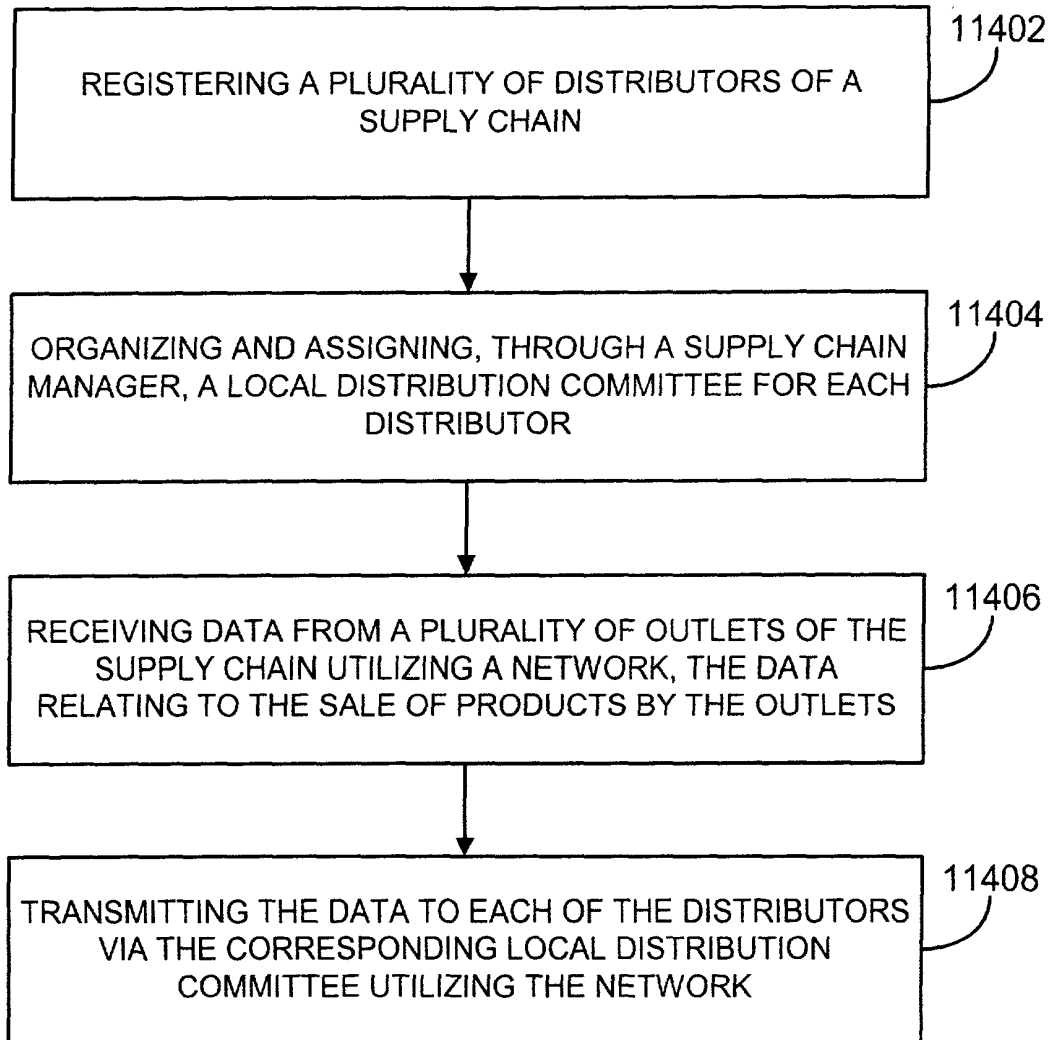 11402
REGISTERING A PLURALITY OF DISTRIBUTORS OF A
SUPPLY CHAIN
11404
ORGANIZING AND ASSIGNING, THROUGH A SUPPLY CHAIN
MANAGER, A LOCAL DISTRIBUTION COMMITTEE FOR EACH
DISTRIBUTOR
11406
RECEIVING DATA FROM A PLURALITY OF OUTLETS OF THE
SUPPLY CHAIN UTILIZING A NETWORK, THE DATA
RELATING TO THE SALE OF PRODUCTS BY THE OUTLETS
11408
TRANSMITTING THE DATA TO EACH OF THE DISTRIBUTORS
VIA THE CORRESPONDING LOCAL DISTRIBUTION
COMMITTEE UTILIZING THE NETWORK